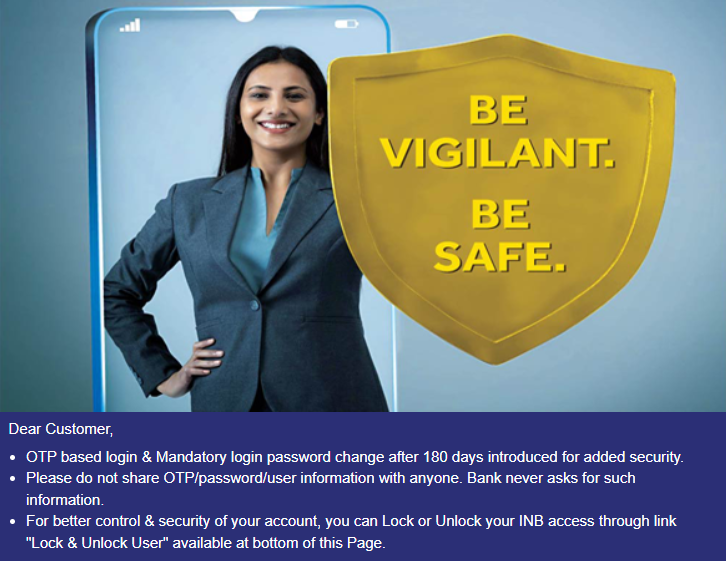 BE
VIGILANT.
BE
SAFE.
Dear Customer,
• OTP based login & Mandatory login password change after 180 days introduced for added security.
• Please do not share OTP/password/user information with anyone. Bank never asks for such
information.
• For better control & security of your account, you can Lock or Unlock your INB access through link
"Lock & Unlock User" available at bottom of this Page.